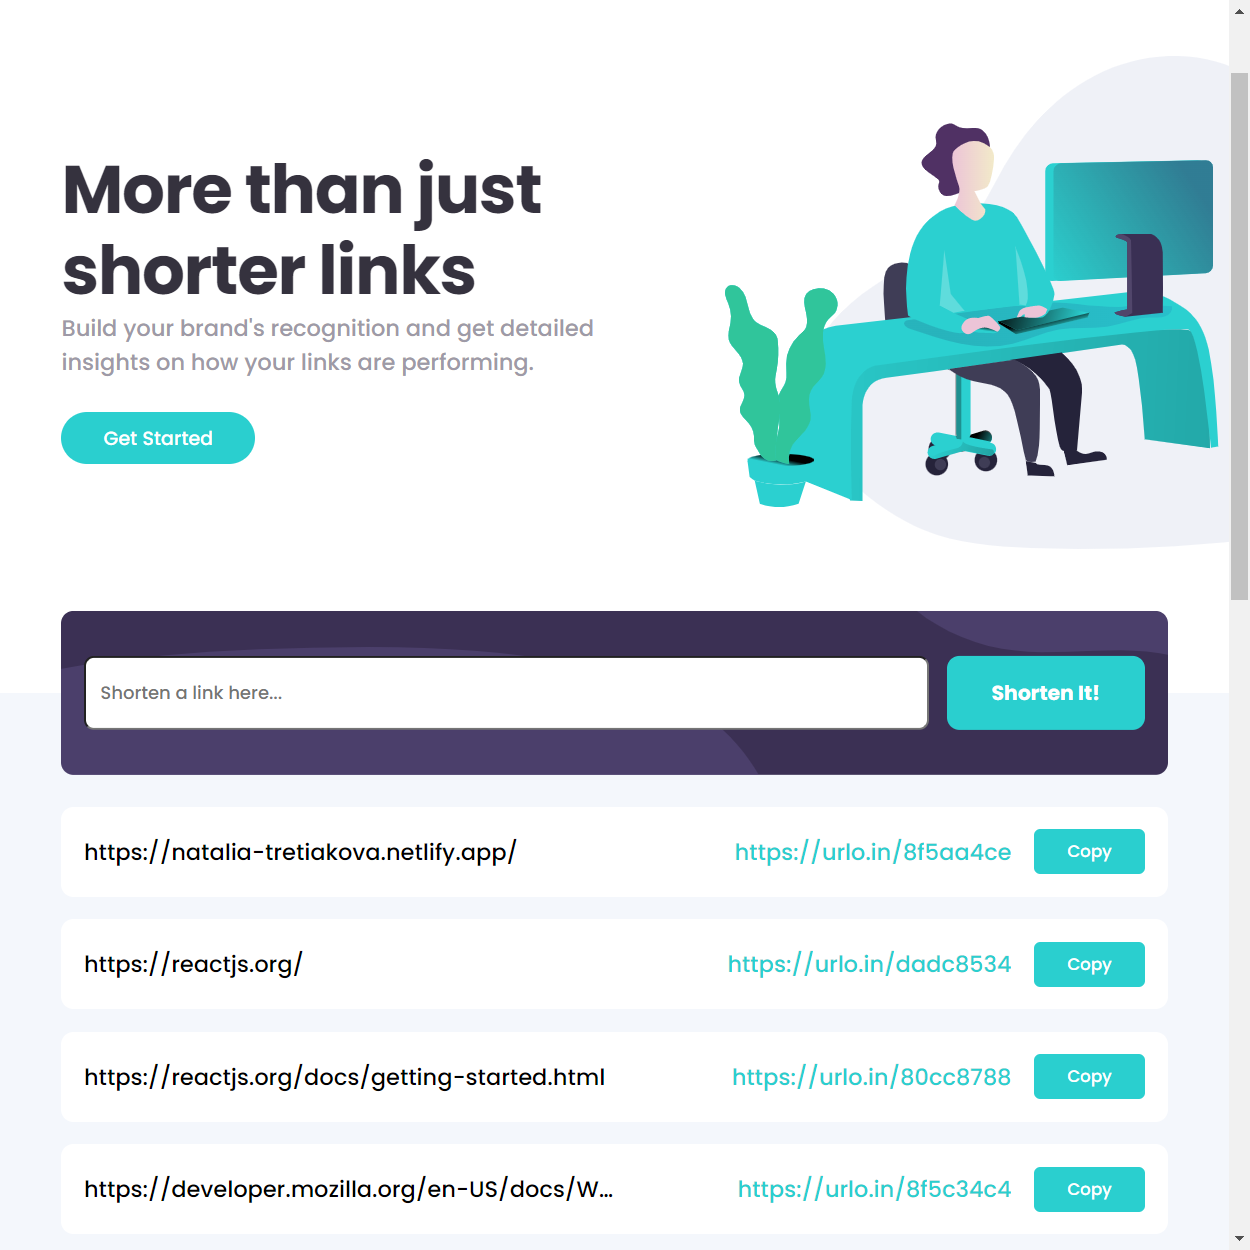 More than just
shorter links
Build your brand's recognition and get detailed
insights on how your links are performing.
Get Started
Shorten a link here...
Shorten It!
https://natalia-tretiakova.netlify.app/
https://urlo.in/8f5aa4ce
Copy
https://reactjs.org/
https://urlo.in/dadc8534
Copy
https://reactjs.org/docs/getting-started.html
https://urlo.in/80cc8788
Copy
https://developer.mozilla.org/en-US/docs/W...
https://urlo.in/8f5c34c4
Copy